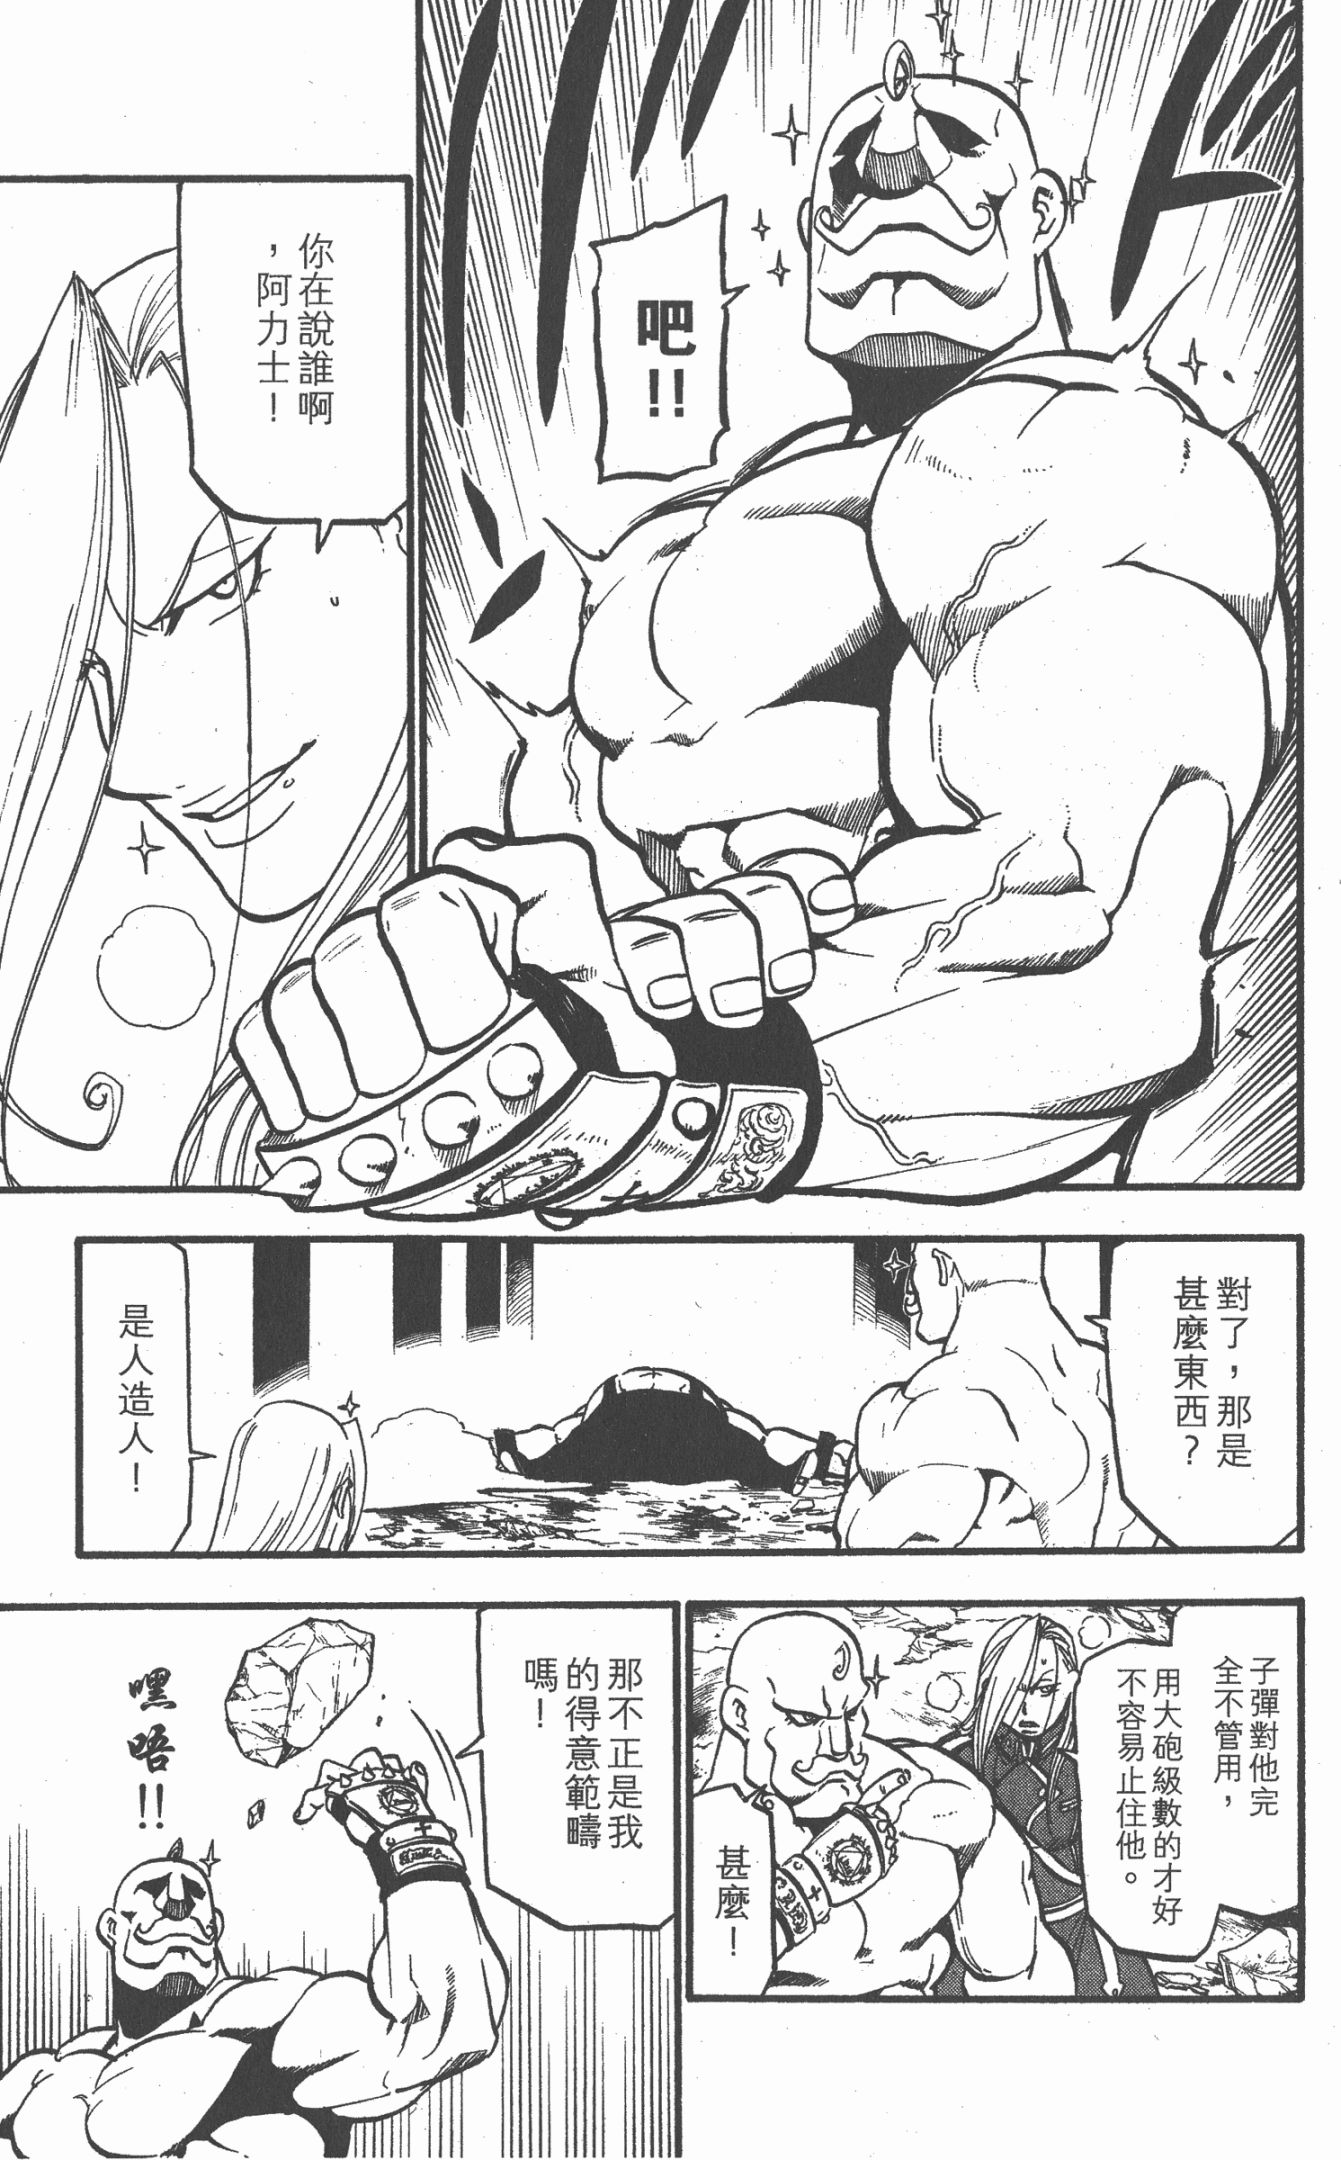 吧!!
你在說誰啊
，阿力士！
對了，那是
甚麼東西？
是人造人！
子彈對他完
全不管用，
用大砲級數的才好
不容易止住他。
甚麼！
那不正是我
的得意範疇
嗎！
嘿唔!!